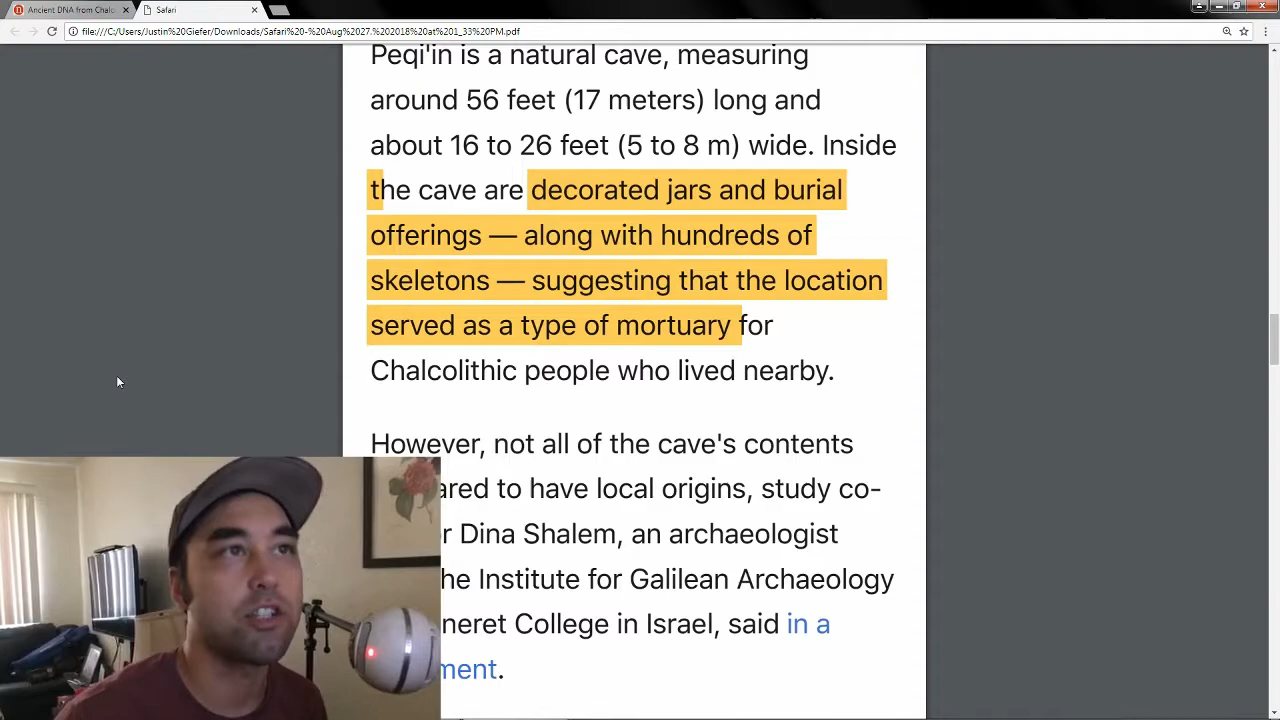 Ancient DNA from Chalc
Safari
file:///C:/Users/Justin%20Giefer/Downloads/Safari%20-%20Aug%2027.%202018%20at%201_33%20PM.pdf
Peqi'in is a natural cave, measuring
around 56 feet (17 meters) long and
about 16 to 26 feet (5 to 8 m) wide. Inside
the cave are decorated jars and burial
offerings — along with hundreds of
skeletons — suggesting that the location
served as a type of mortuary for
Chalcolithic people who lived nearby.
However, not all of the cave's contents
ared to have local origins, study co-
r Dina Shalem, an archaeologist
he Institute for Galilean Archaeology
neret College in Israel, said in a
ment.